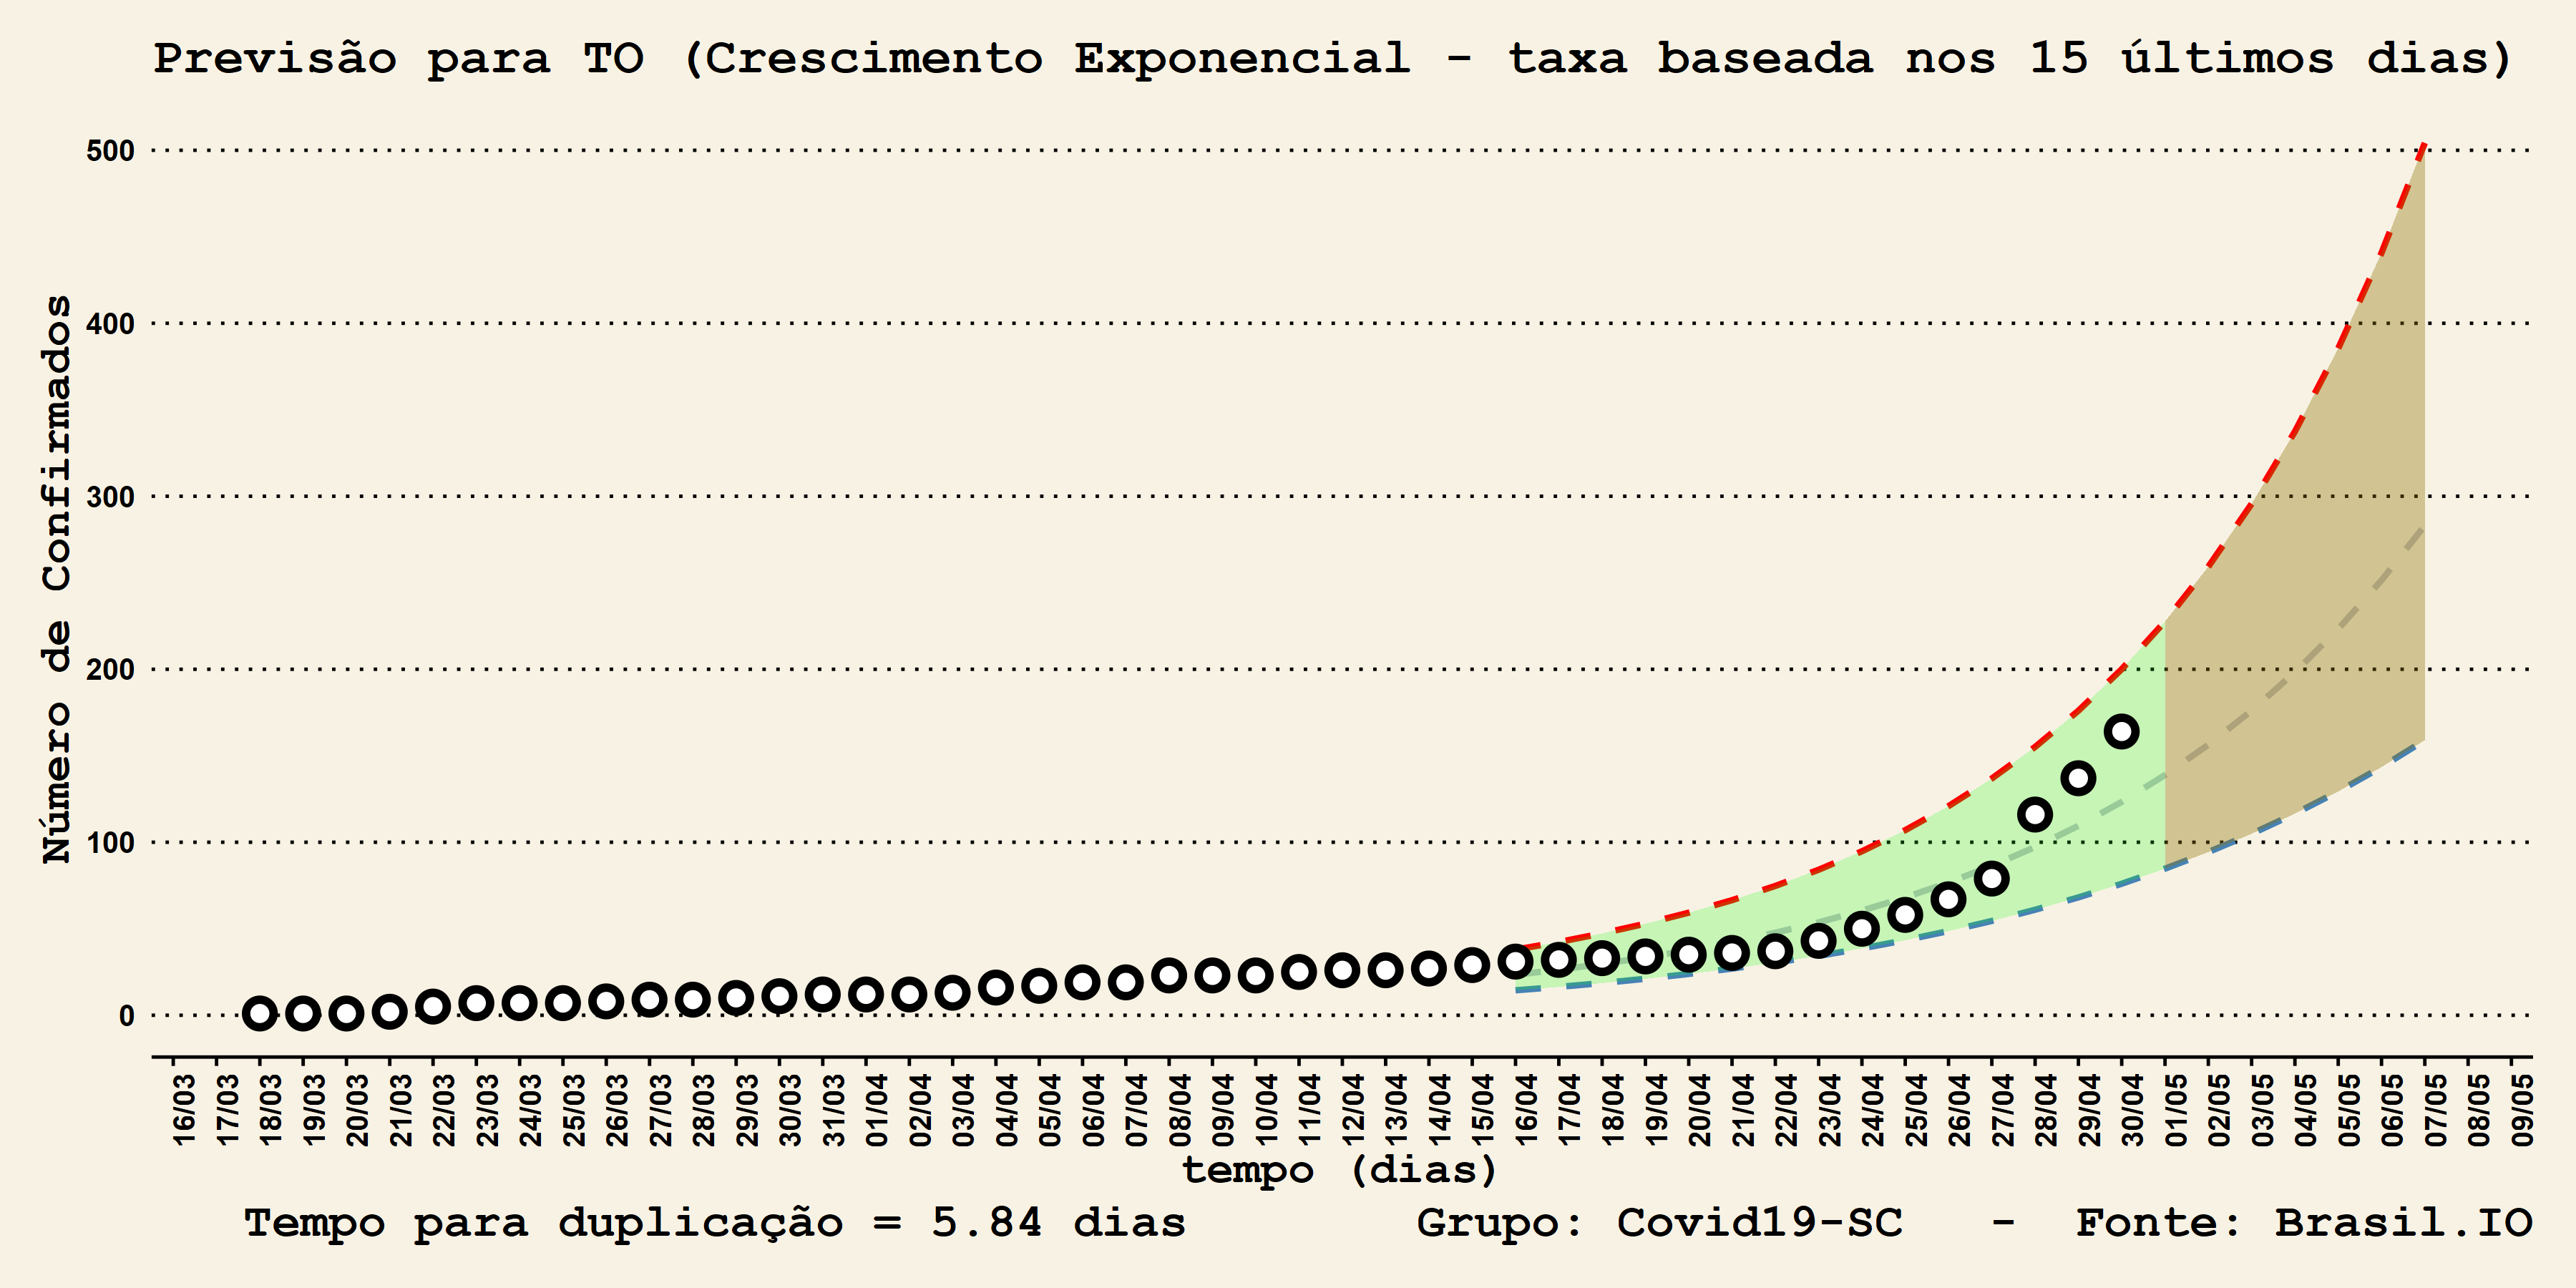 Previsão para TO (Crescimento Exponencial - taxa baseada nos 15 últimos dias)
Número de Confirmados
500
400
300
200
100
0
16/03 17/03 18/03 19/03 20/03 21/03 22/03 23/03 24/03 25/03 26/03 27/03 28/03 29/03 30/03 31/03 01/04 02/04 03/04 04/04 05/04 06/04 07/04 08/04 09/04 10/04 11/04 12/04 13/04 14/04 15/04 16/04 17/04 18/04 19/04 20/04 21/04 22/04 23/04 24/04 25/04 26/04 27/04 28/04 29/04 30/04 01/05 02/05 03/05 04/05 05/05 06/05 07/05 08/05 09/05
tempo (dias)
Tempo para duplicação = 5.84 dias Grupo: Covid19-SC - Fonte: Brasil.IO